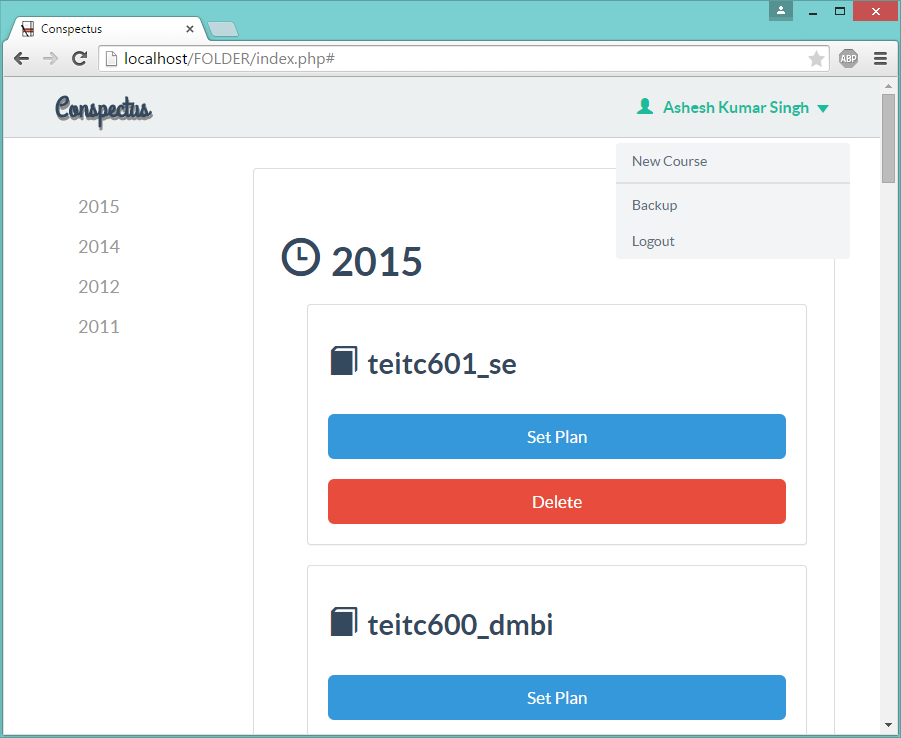 Conspectus
localhost/FOLDER/index.php#
ABP
Conspectus
Ashesh Kumar Singh
New Course
Backup
Logout
2015
2014
2012
2011
2015
teitc601_se
Set Plan
Delete
teitc600_dmbi
Set Plan